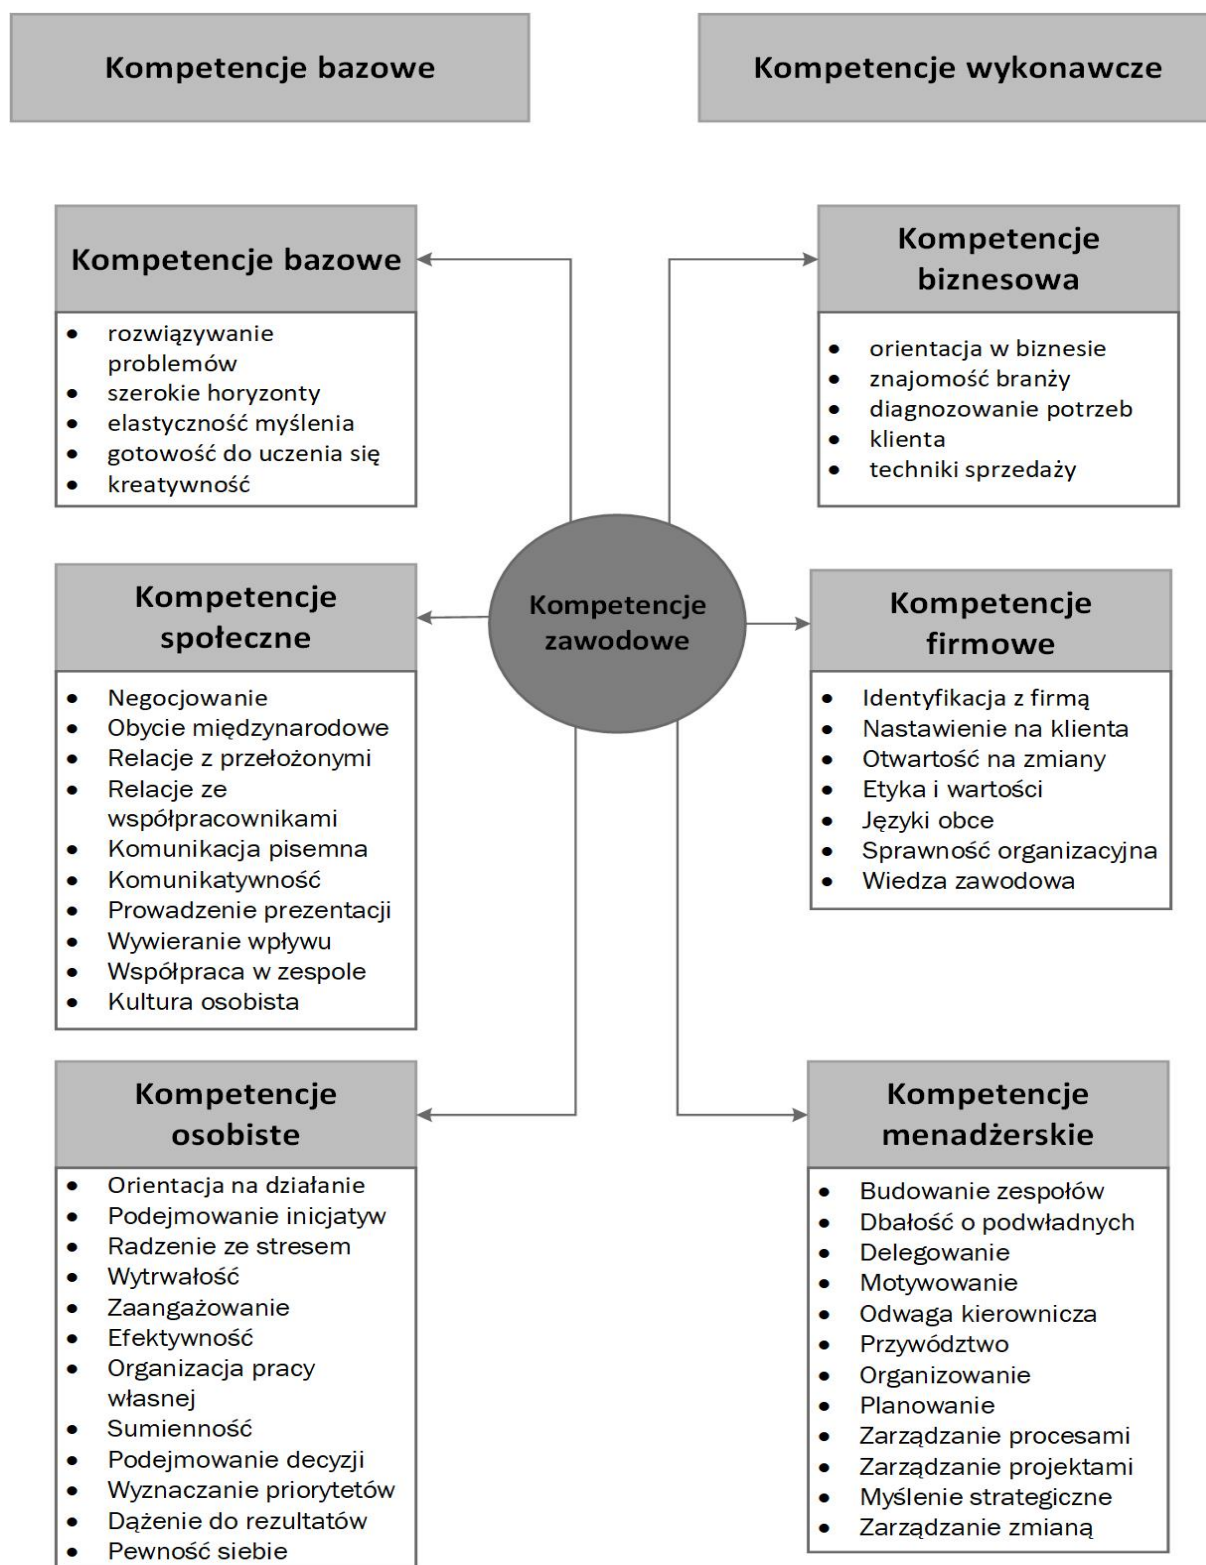 Kompetencje bazowe
Kompetencje wykonawcze
Kompetencje bazowe
• rozwiązywanie
problemów
• szerokie horyzonty
• elastyczność myślenia
• gotowość do uczenia się
• kreatywność
Kompetencje
biznesowa
• orientacja w biznesie
• znajomość branży
• diagnozowanie potrzeb
• klienta
• techniki sprzedaży
Kompetencje
zawodowe
Kompetencje
społeczne
• Negocjowanie
• Obycie międzynarodowe
• Relacje z przełożonymi
• Relacje ze
współpracownikami
• Komunikacja pisemna
• Komunikatywność
• Prowadzenie prezentacji
• Wywieranie wpływu
• Współpraca w zespole
• Kultura osobista
Kompetencje
firmowe
• Identyfikacja z firmą
• Nastawienie na klienta
• Otwartość na zmiany
• Etyka i wartości
• Języki obce
• Sprawność organizacyjna
• Wiedza zawodowa
Kompetencje
osobiste
• Orientacja na działanie
• Podejmowanie inicjatyw
• Radzenie ze stresem
• Wytrwałość
• Zaangażowanie
• Efektywność
• Organizacja pracy
własnej
• Sumienność
• Podejmowanie decyzji
• Wyznaczanie priorytetów
• Dążenie do rezultatów
• Pewność siebie
Kompetencje
menadżerskie
• Budowanie zespołów
• Dbałość o podwładnych
• Delegowanie
• Motywowanie
• Odwaga kierownicza
• Przywództwo
• Organizowanie
• Planowanie
• Zarządzanie procesami
• Zarządzanie projektami
• Myślenie strategiczne
• Zarządzanie zmianą